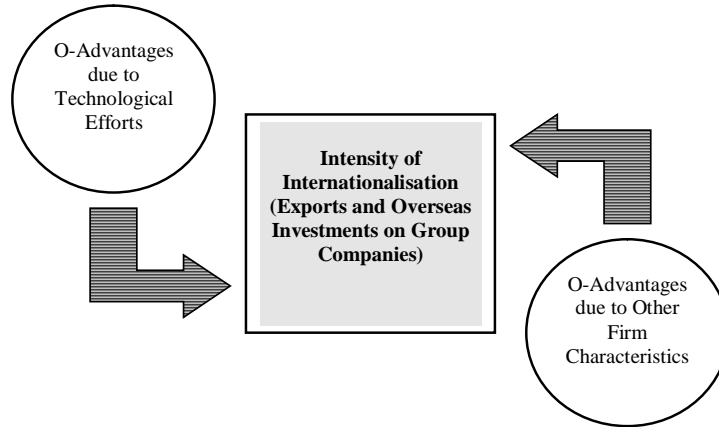 O-Advantages
due to
Technological
Efforts
Intensity of
Internationalisation
(Exports and Overseas
Investments on Group
Companies)
O-Advantages
due to Other
Firm
Characteristics